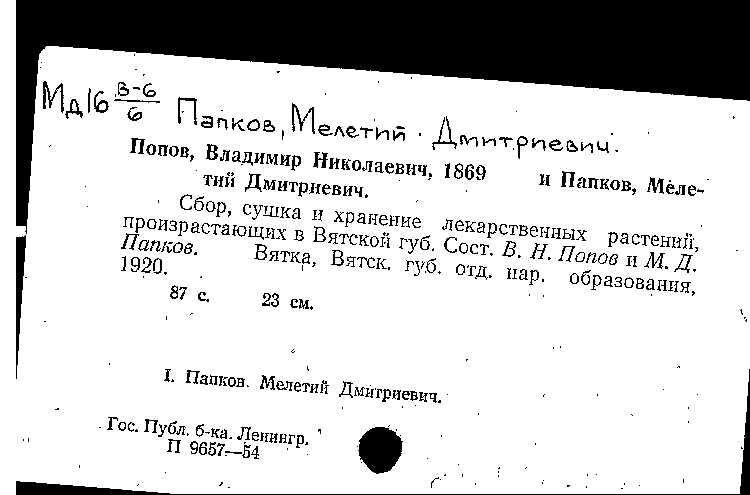 Мд16 В-6/6 Папков, Мелетий Дмитриевич.
Попов, Владимир Николаевич, 1869 и Папков, Меле-
тий Дмитриевич.
Сбор, сушка и хранение лекарственных растений,
произрастающих в Вятской губ. Сост. В. Н. Попов и М. Д.
Папков. Вятка, Вятск. губ. отд. нар. образования,
1920.
87 с. 23 см.
I. Папков. Мелетий Дмитриевич.
Гос. Публ. б-ка. Ленингр.
П 9657—54